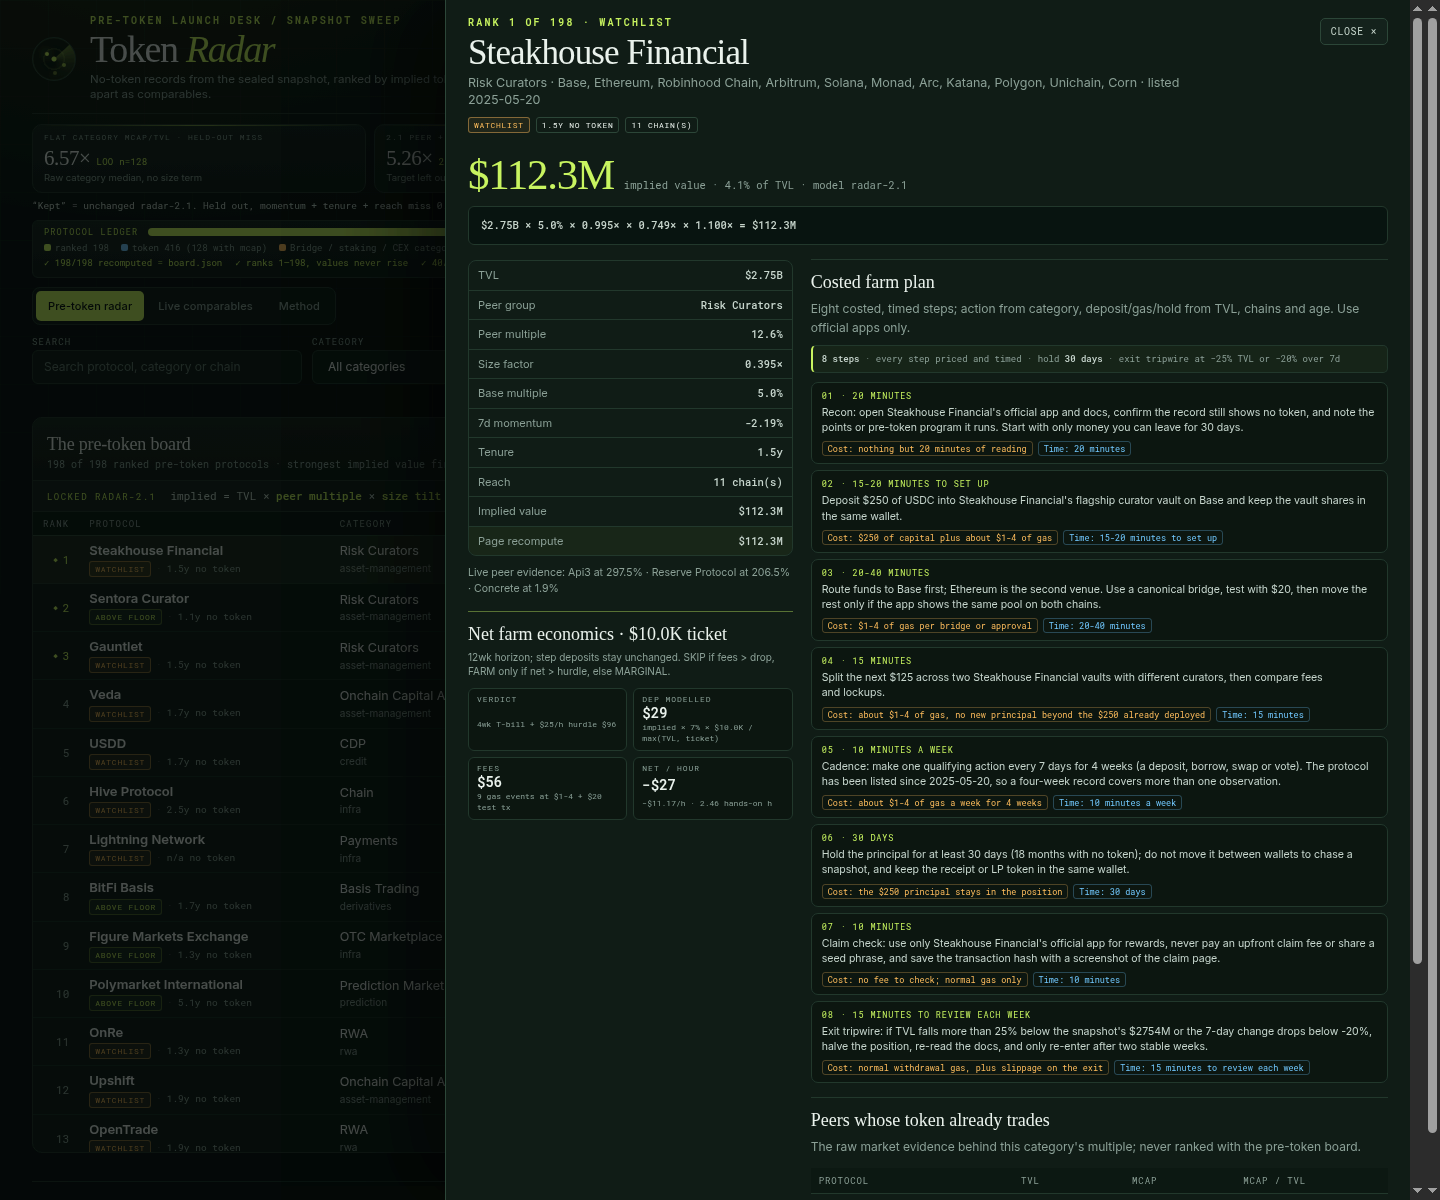 PRE-TOKEN LAUNCH DESK / SNAPSHOT SWEEP
Token Radar
No-token records from the sealed snapshot, ranked by implied to
apart as comparables.
FLAT CATEGORY MCAP/TVL · HELD-OUT MISS
6.57× LOO n=128
Raw category median, no size term
2.1 PEER +
5.26× 2
Target left ou
"Kept" = unchanged radar-2.1. Held out, momentum + tenure + reach miss 0
PROTOCOL LEDGER
ranked 198 token 416 (128 with mcap) Bridge / staking / CEX catego
✓ 198/198 recomputed = board.json ✓ ranks 1–198, values never rise ✓ 40
Pre-token radar
Live comparables
Method
SEARCH
Search protocol, category or chain
CATEGORY
All categories
The pre-token board
198 of 198 ranked pre-token protocols · strongest implied value fi
LOCKED RADAR-2.1 implied = TVL × peer multiple × size tilt
RANK PROTOCOL CATEGORY
1 Steakhouse Financial Risk Curators
WATCHLIST 1.5y no token asset-management
2 Sentora Curator Risk Curators
ABOVE FLOOR 1.1y no token asset-management
3 Gauntlet Risk Curators
WATCHLIST 1.5y no token asset-management
4 Veda Onchain Capital A
WATCHLIST 1.7y no token asset-management
5 USDD CDP
WATCHLIST 1.7y no token credit
6 Hive Protocol Chain
WATCHLIST 2.5y no token infra
7 Lightning Network Payments
WATCHLIST n/a no token infra
8 BitFi Basis Basis Trading
ABOVE FLOOR 1.7y no token derivatives
9 Figure Markets Exchange OTC Marketplace
ABOVE FLOOR 1.3y no token infra
10 Polymarket International Prediction Market
ABOVE FLOOR 5.1y no token prediction
11 OnRe RWA
WATCHLIST 1.3y no token rwa
12 Upshift Onchain Capital A
WATCHLIST 1.9y no token asset-management
13 OpenTrade RWA
WATCHLIST 1.9y no token rwa
RANK 1 OF 198 · WATCHLIST
Steakhouse Financial
Risk Curators · Base, Ethereum, Robinhood Chain, Arbitrum, Solana, Monad, Arc, Katana, Polygon, Unichain, Corn · listed
2025-05-20
WATCHLIST
1.5Y NO TOKEN
11 CHAIN(S)
CLOSE ×
$112.3M implied value · 4.1% of TVL · model radar-2.1
$2.75B × 5.0% × 0.995× × 0.749× × 1.100× = $112.3M
TVL $2.75B
Peer group Risk Curators
Peer multiple 12.6%
Size factor 0.395×
Base multiple 5.0%
7d momentum −2.19%
Tenure 1.5y
Reach 11 chain(s)
Implied value $112.3M
Page recompute $112.3M
Live peer evidence: Api3 at 297.5% · Reserve Protocol at 206.5%
· Concrete at 1.9%
Net farm economics · $10.0K ticket
12wk horizon; step deposits stay unchanged. SKIP if fees > drop,
FARM only if net > hurdle, else MARGINAL.
VERDICT
4wk T-bill + $25/h hurdle $96
DEP MODELLED
$29
implied × 7% × $10.0K /
max(TVL, ticket)
FEES
$56
9 gas events at $1-4 + $20
test tx
NET / HOUR
−$27
−$11.17/h · 2.46 hands-on h
Costed farm plan
Eight costed, timed steps; action from category, deposit/gas/hold from TVL, chains and age. Use
official apps only.
8 steps · every step priced and timed · hold 30 days · exit tripwire at −25% TVL or −20% over 7d
01 · 20 MINUTES
Recon: open Steakhouse Financial's official app and docs, confirm the record still shows no token, and note the
points or pre-token program it runs. Start with only money you can leave for 30 days.
Cost: nothing but 20 minutes of reading
Time: 20 minutes
02 · 15-20 MINUTES TO SET UP
Deposit $250 of USDC into Steakhouse Financial's flagship curator vault on Base and keep the vault shares in
the same wallet.
Cost: $250 of capital plus about $1-4 of gas
Time: 15-20 minutes to set up
03 · 20-40 MINUTES
Route funds to Base first; Ethereum is the second venue. Use a canonical bridge, test with $20, then move the
rest only if the app shows the same pool on both chains.
Cost: $1-4 of gas per bridge or approval
Time: 20-40 minutes
04 · 15 MINUTES
Split the next $125 across two Steakhouse Financial vaults with different curators, then compare fees
and lockups.
Cost: about $1-4 of gas, no new principal beyond the $250 already deployed
Time: 15 minutes
05 · 10 MINUTES A WEEK
Cadence: make one qualifying action every 7 days for 4 weeks (a deposit, borrow, swap or vote). The protocol
has been listed since 2025-05-20, so a four-week record covers more than one observation.
Cost: about $1-4 of gas a week for 4 weeks
Time: 10 minutes a week
06 · 30 DAYS
Hold the principal for at least 30 days (18 months with no token); do not move it between wallets to chase a
snapshot, and keep the receipt or LP token in the same wallet.
Cost: the $250 principal stays in the position
Time: 30 days
07 · 10 MINUTES
Claim check: use only Steakhouse Financial's official app for rewards, never pay an upfront claim fee or share a
seed phrase, and save the transaction hash with a screenshot of the claim page.
Cost: no fee to check; normal gas only
Time: 10 minutes
08 · 15 MINUTES TO REVIEW EACH WEEK
Exit tripwire: if TVL falls more than 25% below the snapshot's $2754M or the 7-day change drops below -20%,
halve the position, re-read the docs, and only re-enter after two stable weeks.
Cost: normal withdrawal gas, plus slippage on the exit
Time: 15 minutes to review each week
Peers whose token already trades
The raw market evidence behind this category's multiple; never ranked with the pre-token board.
PROTOCOL TVL MCAP MCAP / TVL